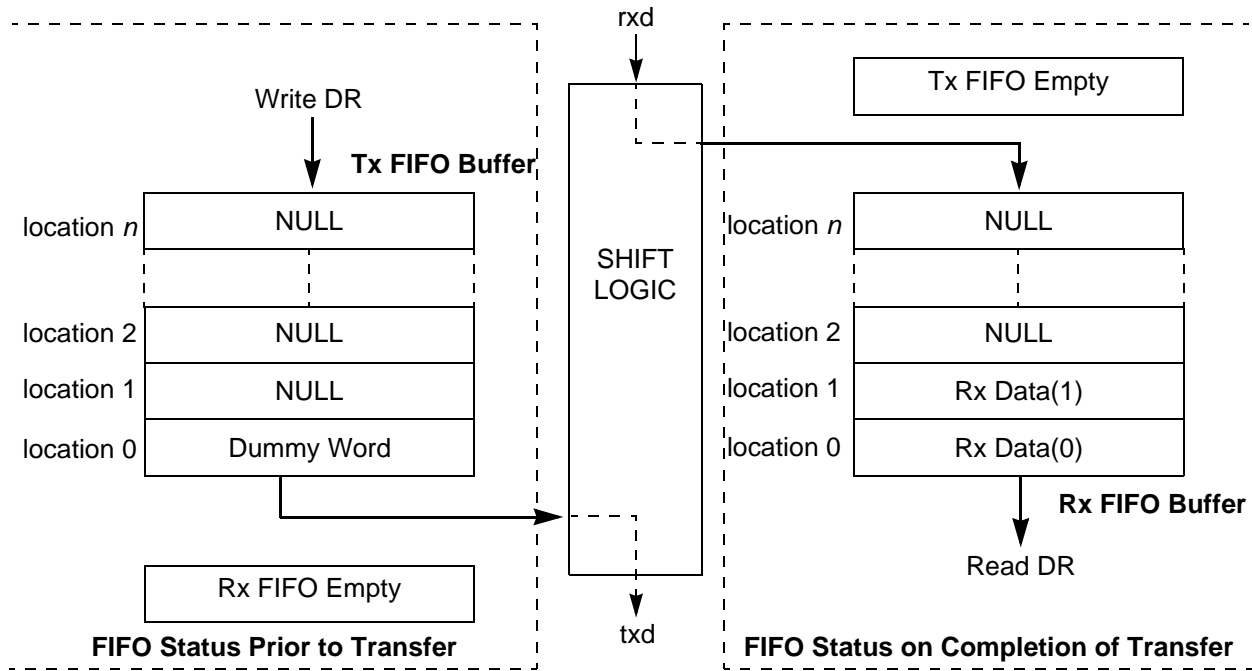 rxd
Write DR
Tx FIFO Buffer
location n
NULL
location 2
NULL
location 1
NULL
location 0
Dummy Word
Rx FIFO Empty
FIFO Status Prior to Transfer
SHIFT
LOGIC
txd
Tx FIFO Empty
location n
NULL
location 2
NULL
location 1
Rx Data(1)
location 0
Rx Data(0)
Rx FIFO Buffer
Read DR
FIFO Status on Completion of Transfer